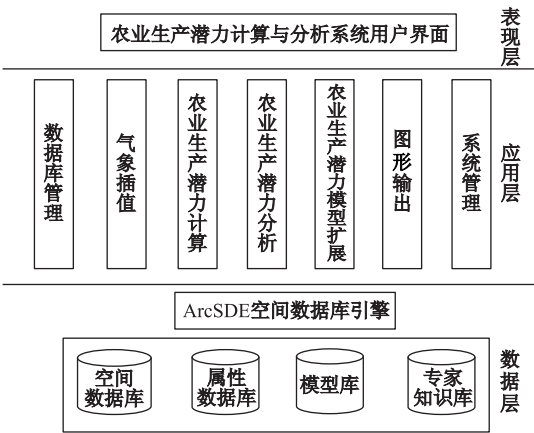 农业生产潜力计算与分析系统用户界面
表现层
数据库管理
气象插值
农业生产潜力计算
农业生产潜力分析
农业生产潜力模型扩展
图形输出
系统管理
应用层
ArcSDE空间数据库引擎
空间
数据库
属性
数据库
模型库
专家
知识库
数据层